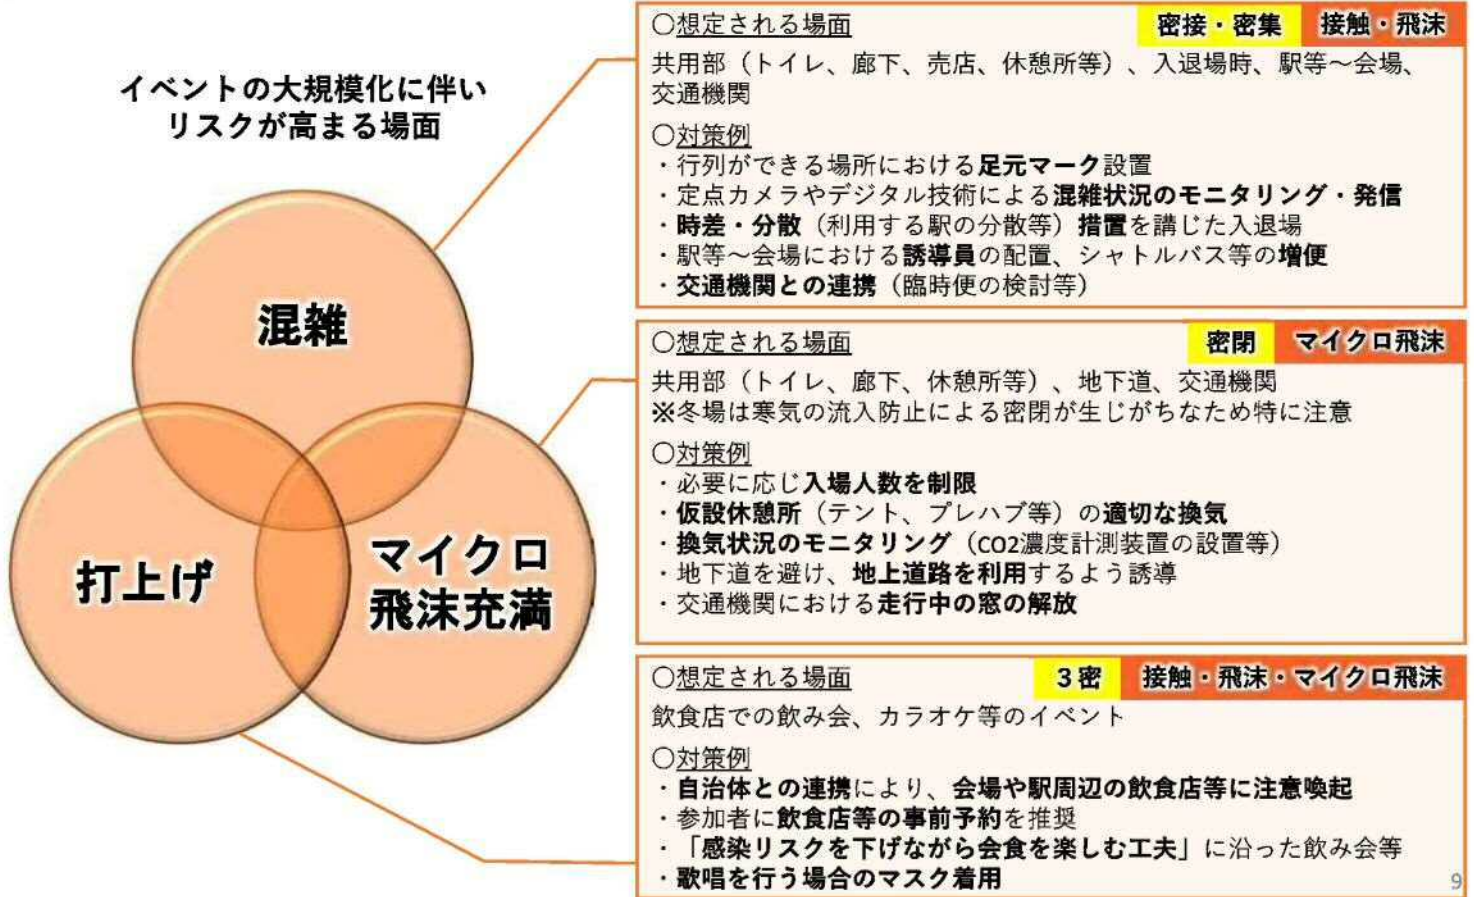 イベントの大規模化に伴い
リスクが高まる場面
混雑
打上げ
マイクロ
飛沫充満
○想定される場面
密接・密集
接触・飛沫
共用部（トイレ、廊下、売店、休憩所等）、入退場時、駅等～会場、
交通機関
○対策例
・行列ができる場所における足元マーク設置
・定点カメラやデジタル技術による混雑状況のモニタリング・発信
・時差・分散（利用する駅の分散等）措置を講じた入退場
・駅等～会場における誘導員の配置、シャトルバス等の増便
・交通機関との連携（臨時便の検討等）
○想定される場面
密閉
マイクロ飛沫
共用部（トイレ、廊下、休憩所等）、地下道、交通機関
※冬場は寒気の流入防止による密閉が生じがちなため特に注意
○対策例
・必要に応じ入場人数を制限
・仮設休憩所（テント、プレハブ等）の適切な換気
・換気状況のモニタリング（CO2濃度計測装置の設置等）
・地下道を避け、地上道路を利用するよう誘導
・交通機関における走行中の窓の解放
○想定される場面
３密
接触・飛沫・マイクロ飛沫
飲食店での飲み会、カラオケ等のイベント
○対策例
・自治体との連携により、会場や駅周辺の飲食店等に注意喚起
・参加者に飲食店等の事前予約を推奨
・「感染リスクを下げながら会食を楽しむ工夫」に沿った飲み会等
・歌唱を行う場合のマスク着用
9